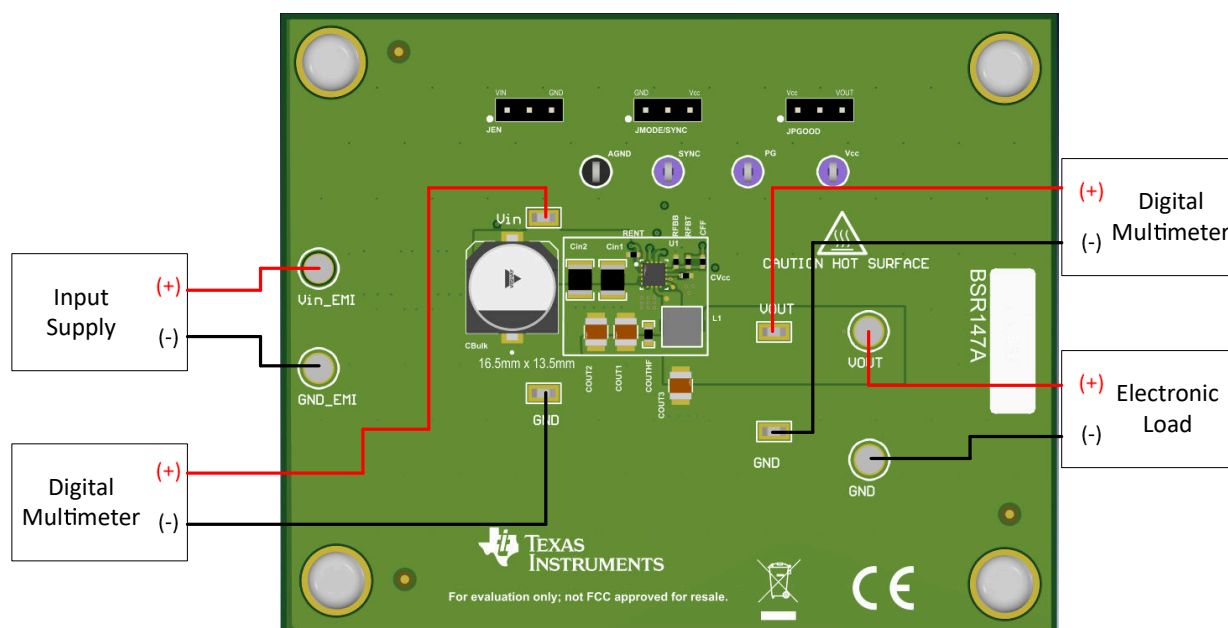 VIN GND
JEN
GND Vcc
JMODE/SYNC
Vcc VOUT
JPGOOD
AGND
SYNC
PG
Vcc
(+)
Digital
Multimeter
(-)
Vin
RENT
RFBB
RFBT
CFF
U1
Cin2
Cin1
CVcc
CAUTION HOT SURFACE
BSR147A
Input
Supply
(+)
(-)
Vin_EMI
GND_EMI
L1
VOUT
VOUT
CBulk
16.5mm x 13.5mm
COUT2
COUT1
COUTHF
COUT3
(+)
Electronic
Load
(-)
GND
GND
GND
(+)
Digital
Multimeter
(-)
TEXAS
INSTRUMENTS
For evaluation only; not FCC approved for resale.
CE